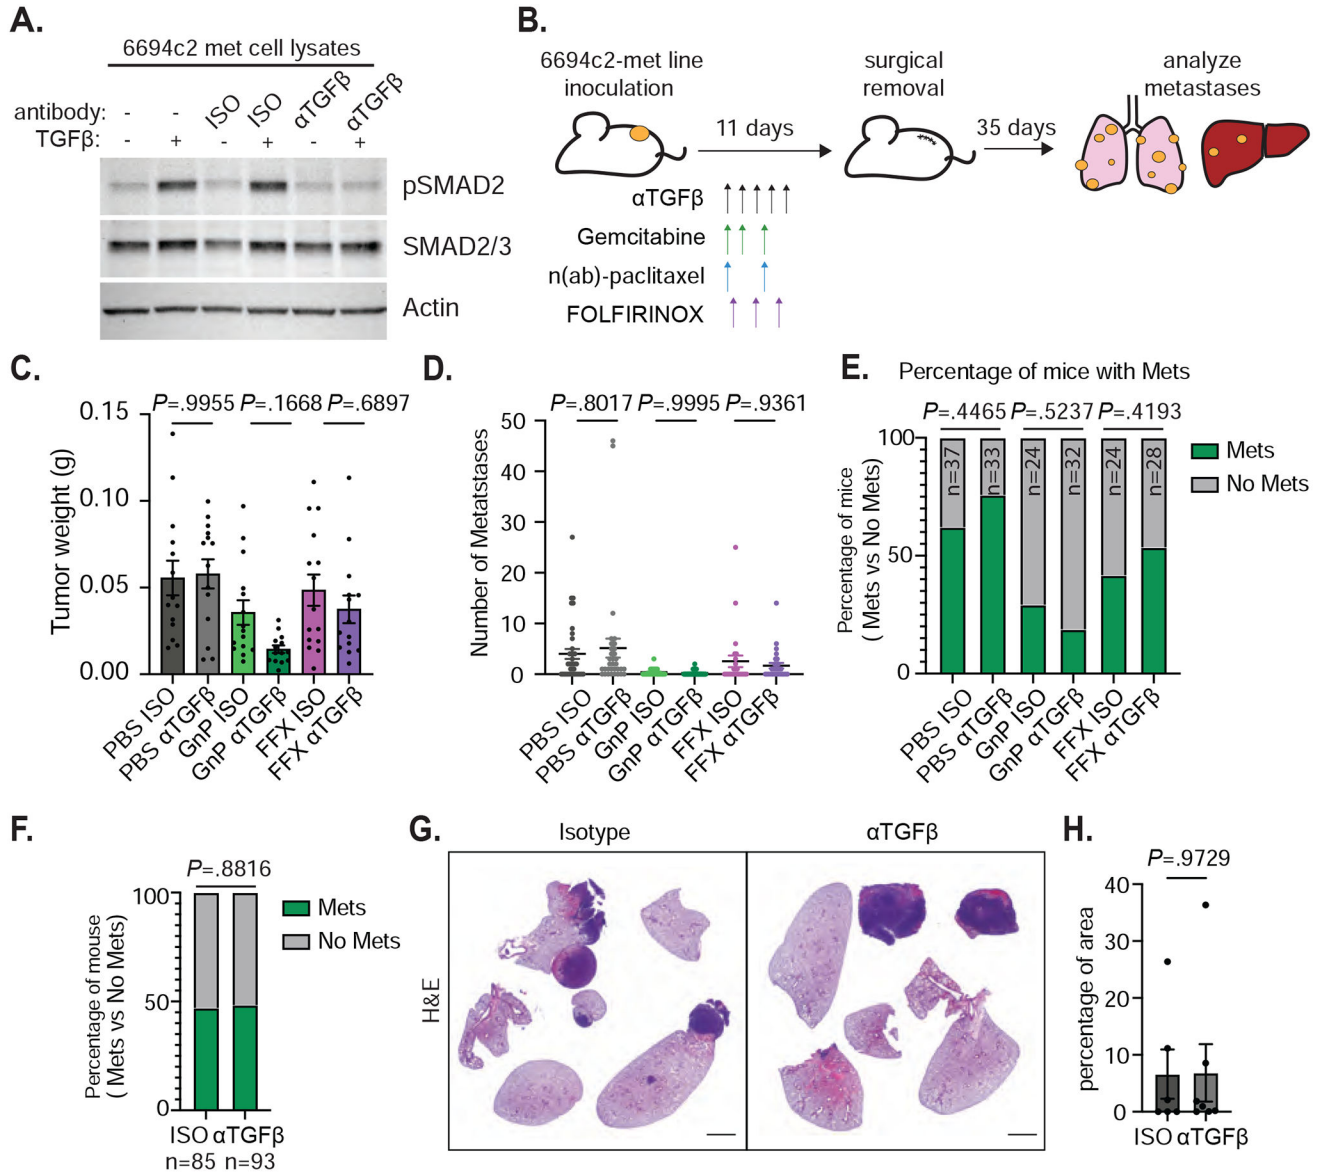 A.
6694c2 met cell lysates
antibody: - - ISO ISO αTGFβ αTGFβ
TGFβ: - + - + - +
pSMAD2
SMAD2/3
Actin
B.
6694c2-met line
inoculation
surgical
removal
analyze
metastases
11 days
35 days
αTGFβ
Gemcitabine
n(ab)-paclitaxel
FOLFIRINOX
C.
P=.9955 P=.1668 P=.6897
Tumor weight (g)
0.15
0.10
0.05
0.00
PBS ISO
PBS αTGFβ
GnP ISO
GnP αTGFβ
FFX ISO
FFX αTGFβ
D.
P=.8017 P=.9995 P=.9361
Number of Metatstases
50
40
30
20
10
0
PBS ISO
PBS αTGFβ
GnP ISO
GnP αTGFβ
FFX ISO
FFX αTGFβ
E.
Percentage of mice with Mets
P=.4465 P=.5237 P=.4193
Percentage of mice
( Mets vs No Mets)
100
50
0
n=37
n=33
n=24
n=32
n=24
n=28
Mets
No Mets
PBS ISO
PBS αTGFβ
GnP ISO
GnP αTGFβ
FFX ISO
FFX αTGFβ
F.
P=.8816
Percentage of mouse
( Mets vs No Mets)
100
50
0
Mets
No Mets
ISO αTGFβ
n=85 n=93
G.
Isotype
αTGFβ
H&E
H.
P=.9729
percentage of area
40
30
20
10
0
ISO αTGFβ